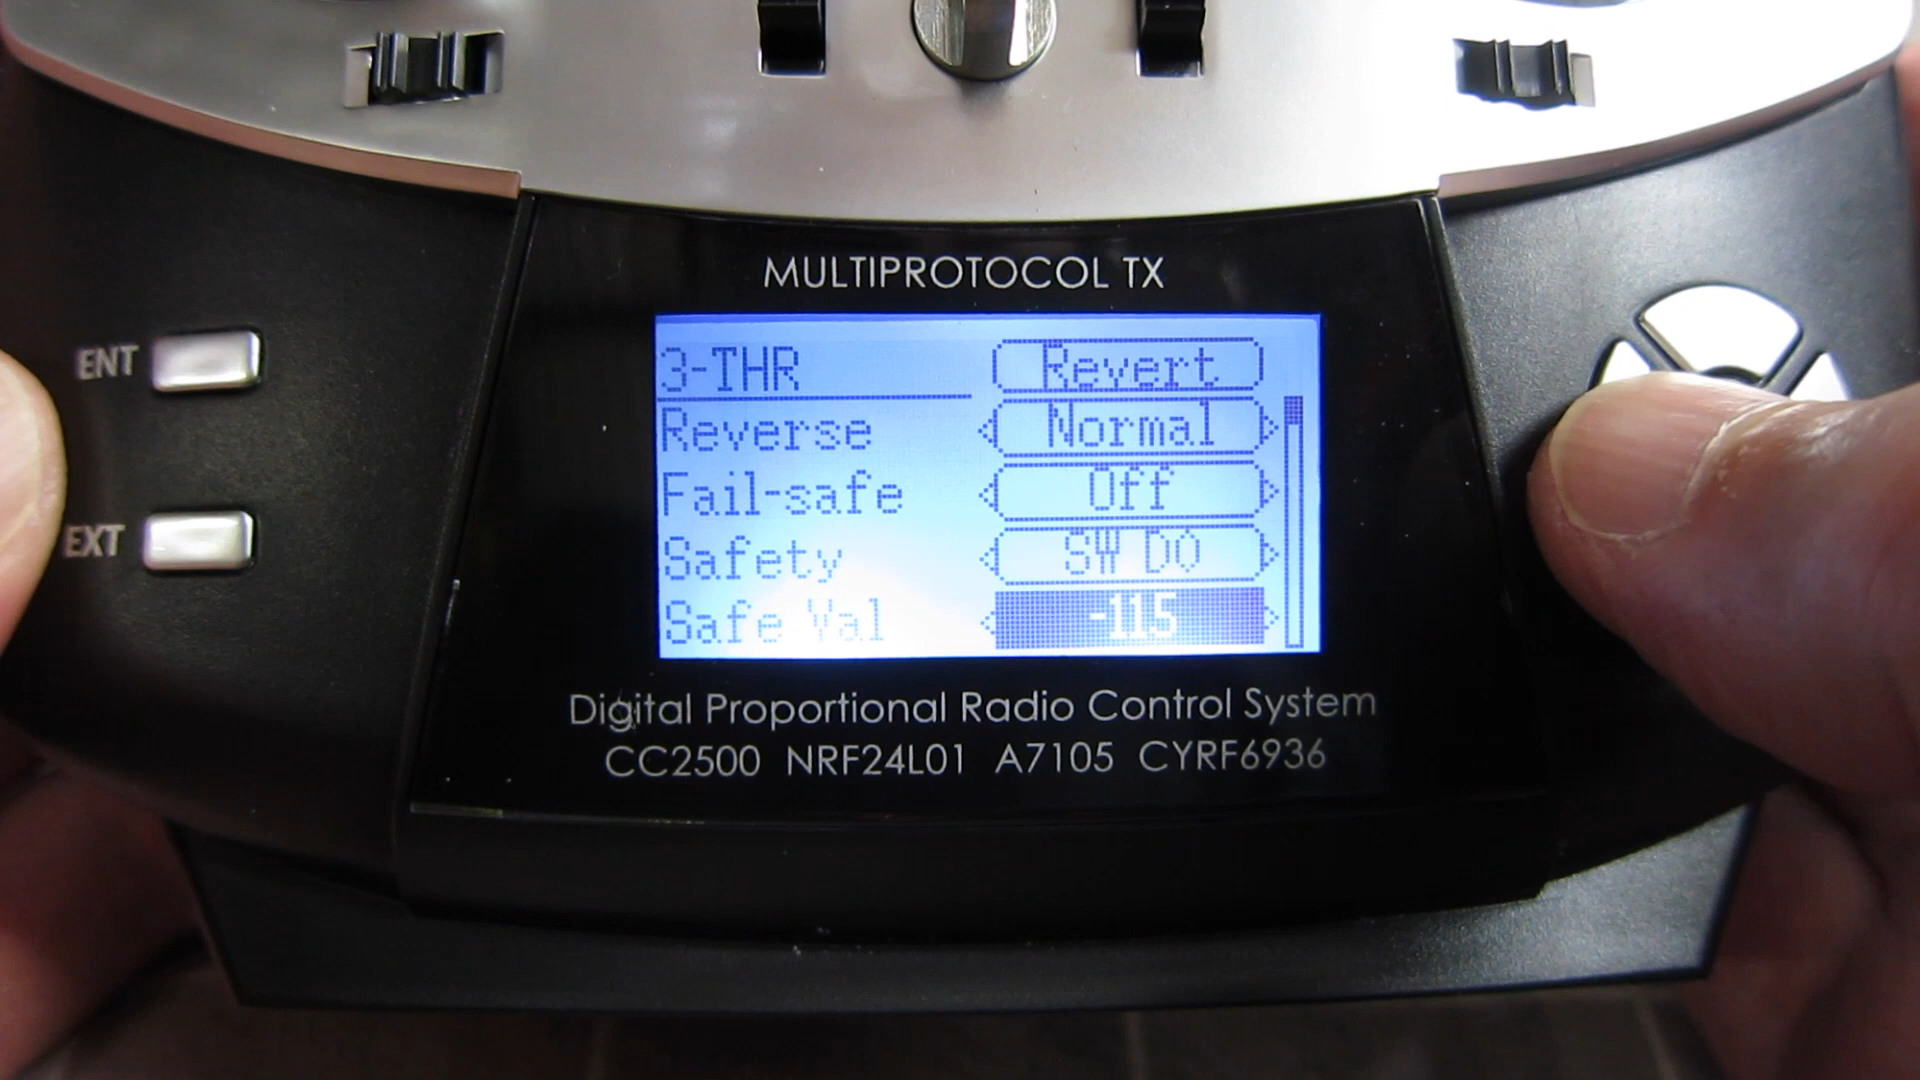 MULTIPROTOCOL TX
3-THR Revert
Reverse Normal
Fail-safe Off
Safety SW D0
Safe Val -115
ENT
EXT
Digital Proportional Radio Control System
CC2500 NRF24L01 A7105 CYRF6936